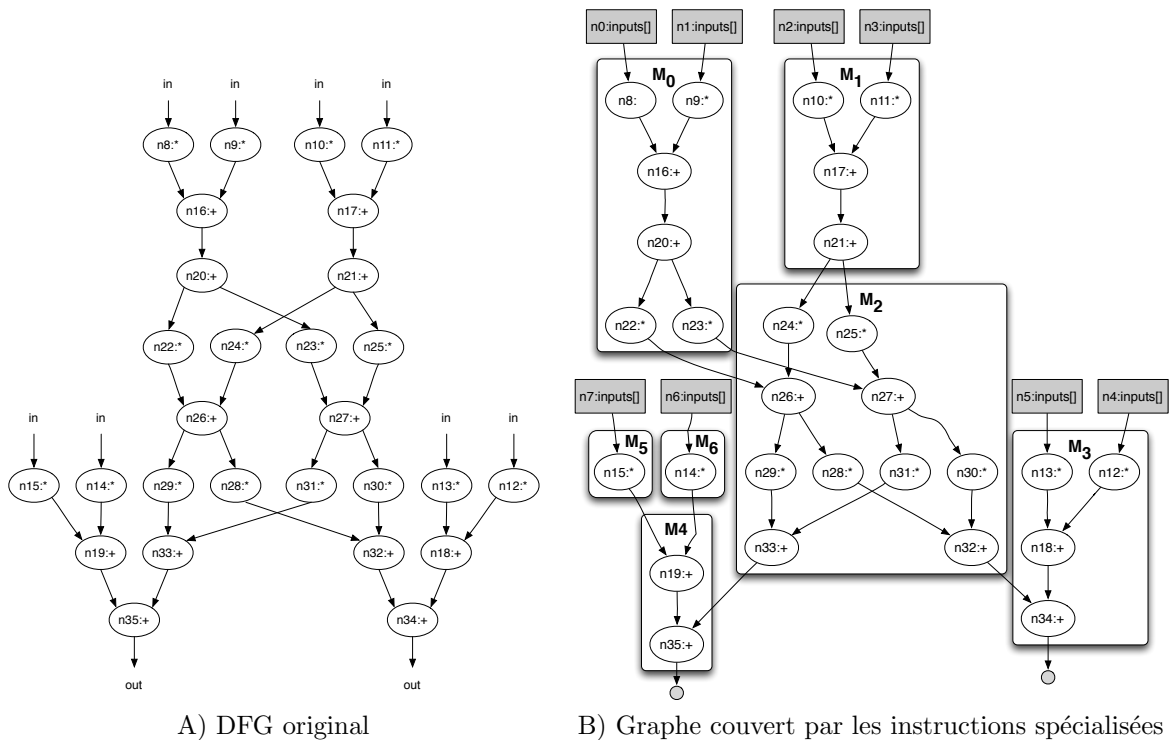 in in in in
n8:* n9:* n10:* n11:*
n16:+ n17:+
n20:+ n21:+
n22:* n24:* n23:* n25:*
n26:+ n27:+
in in in in
n15:* n14:* n29:* n28:* n31:* n30:* n13:* n12:*
n19:+ n33:+ n32:+ n18:+
n35:+ n34:+
out out
A) DFG original
n0:inputs[] n1:inputs[] n2:inputs[] n3:inputs[]
M0 M1
n8: n9:* n10:* n11:*
n16:+ n17:+
n20:+ n21:+
M2
n22:* n23:* n24:* n25:*
n7:inputs[] n6:inputs[] n26:+ n27:+ n5:inputs[] n4:inputs[]
M5 M6 M3
n15:* n14:* n29:* n28:* n31:* n30:* n13:* n12:*
M4
n19:+ n33:+ n32:+ n18:+
n35:+ n34:+
B) Graphe couvert par les instructions spécialisées